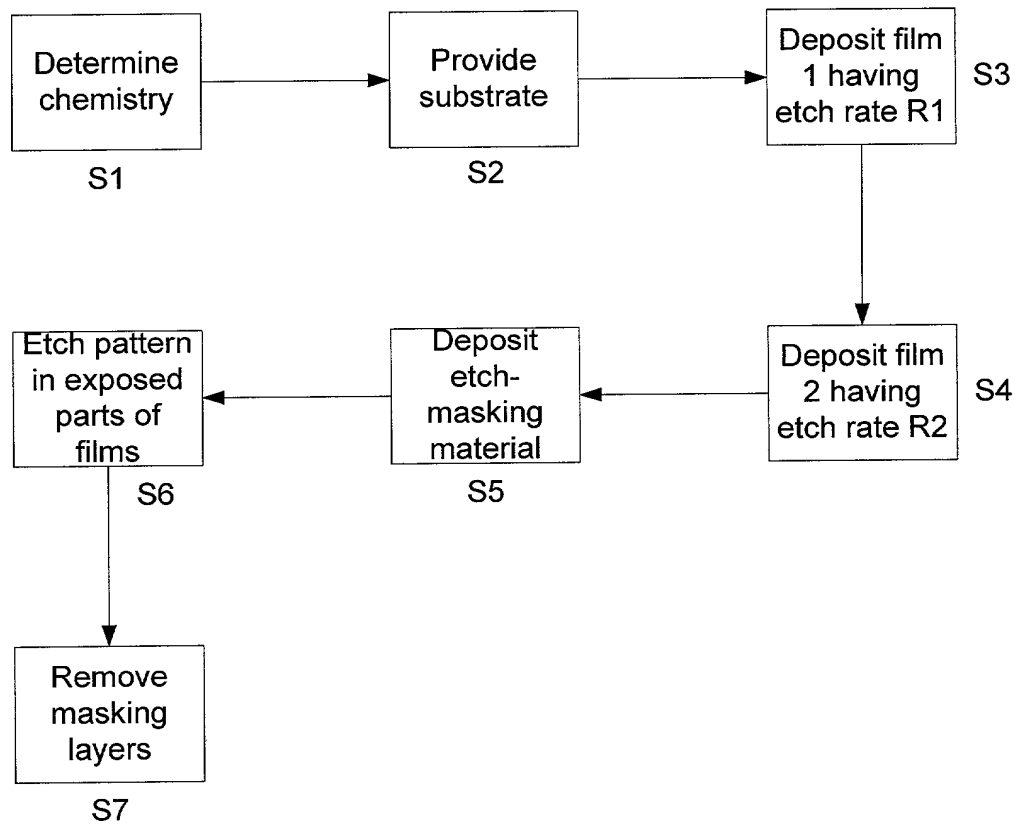 Determine
chemistry
S1
Provide
substrate
S2
Deposit film
1 having
etch rate R1
S3
Deposit film
2 having
etch rate R2
S4
Deposit
etch-
masking
material
S5
Etch pattern
in exposed
parts of
films
S6
Remove
masking
layers
S7